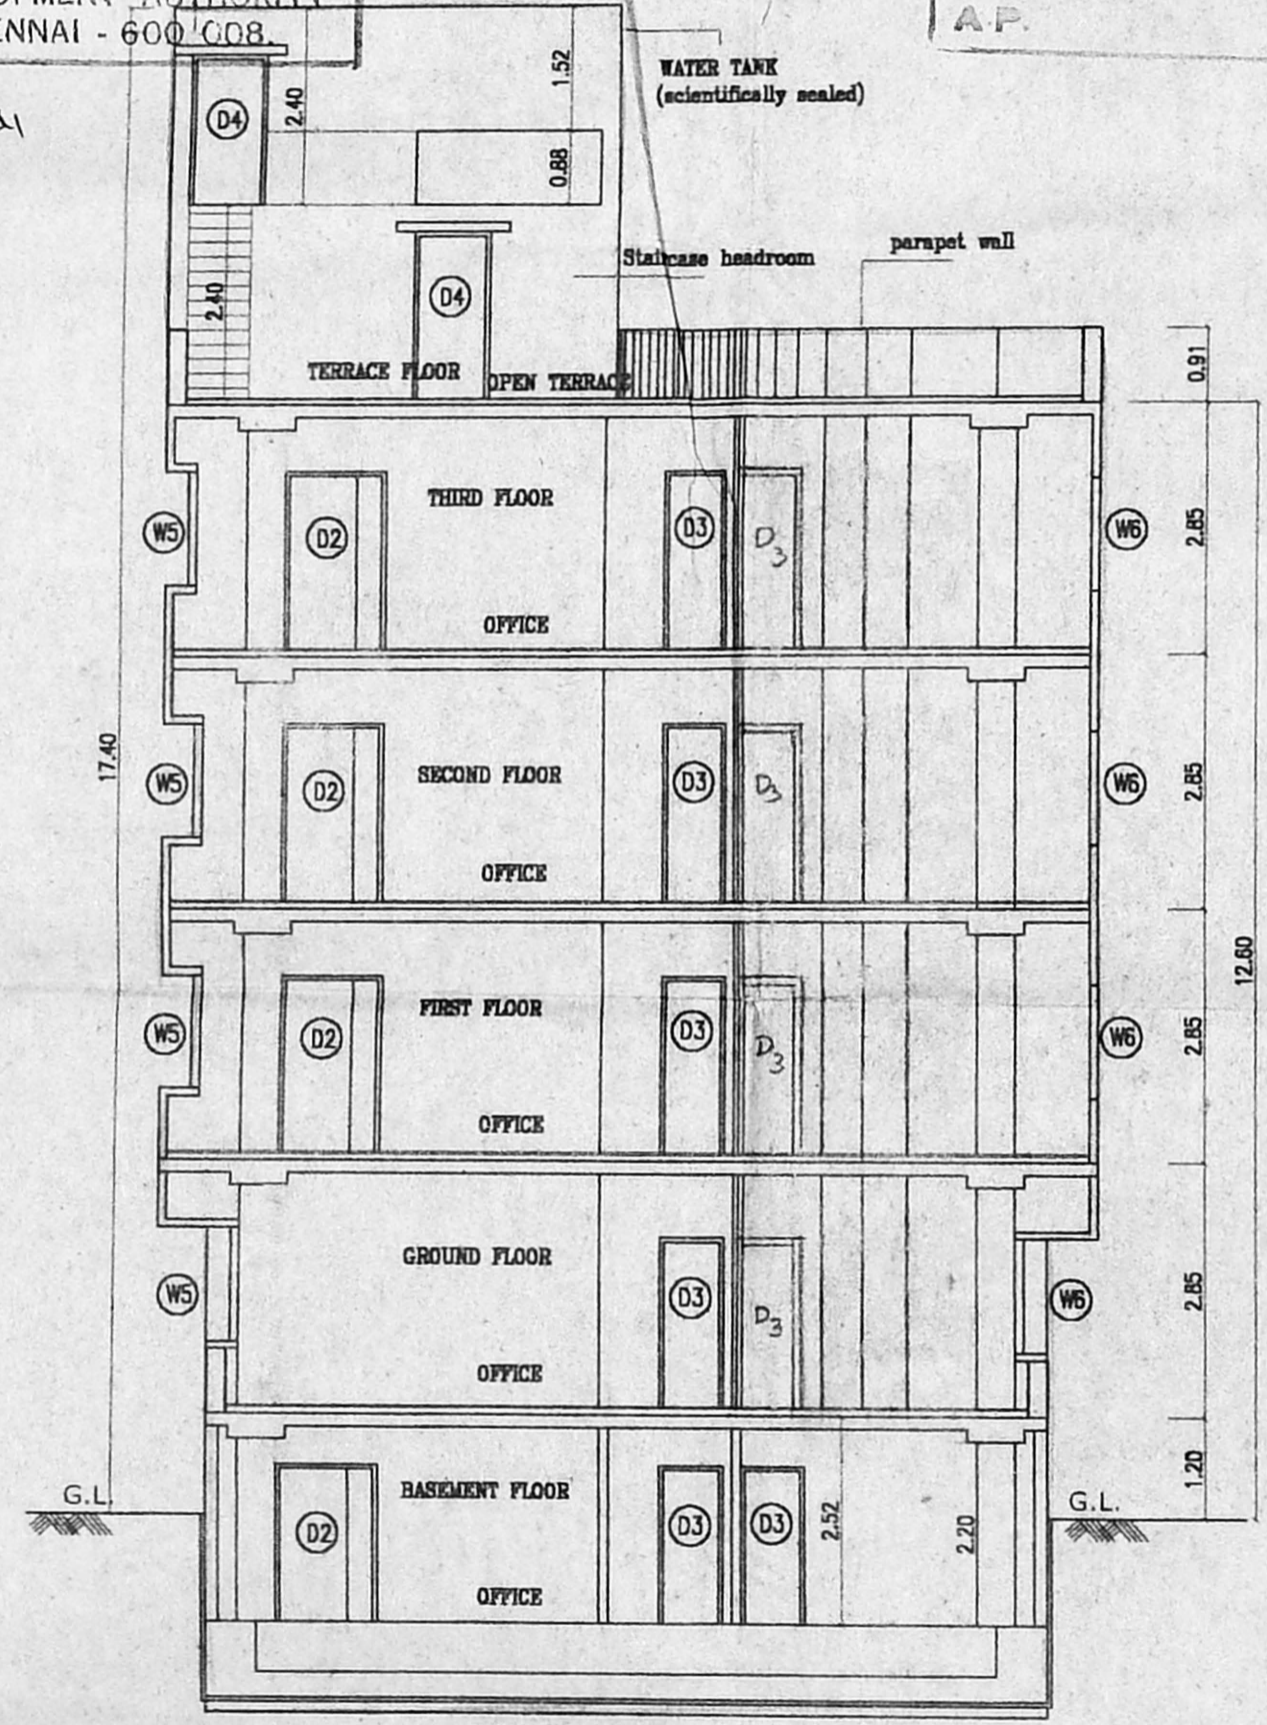 ENNAI - 600 008.
A.P.
WATER TANK
(scientifically sealed)
1.52
2.40
D4
0.88
parapet wall
Staircase headroom
D4
2.40
0.91
TERRACE FLOOR
OPEN TERRACE
THIRD FLOOR
W5
D2
D3
D3
W6
2.85
OFFICE
17.40
SECOND FLOOR
W5
D2
D3
D3
W6
2.85
OFFICE
12.60
FIRST FLOOR
W5
D2
D3
D3
W6
2.85
OFFICE
GROUND FLOOR
W5
D3
D3
W6
2.85
OFFICE
1.20
BASEMENT FLOOR
G.L.
G.L.
D2
D3
D3
2.52
2.20
OFFICE